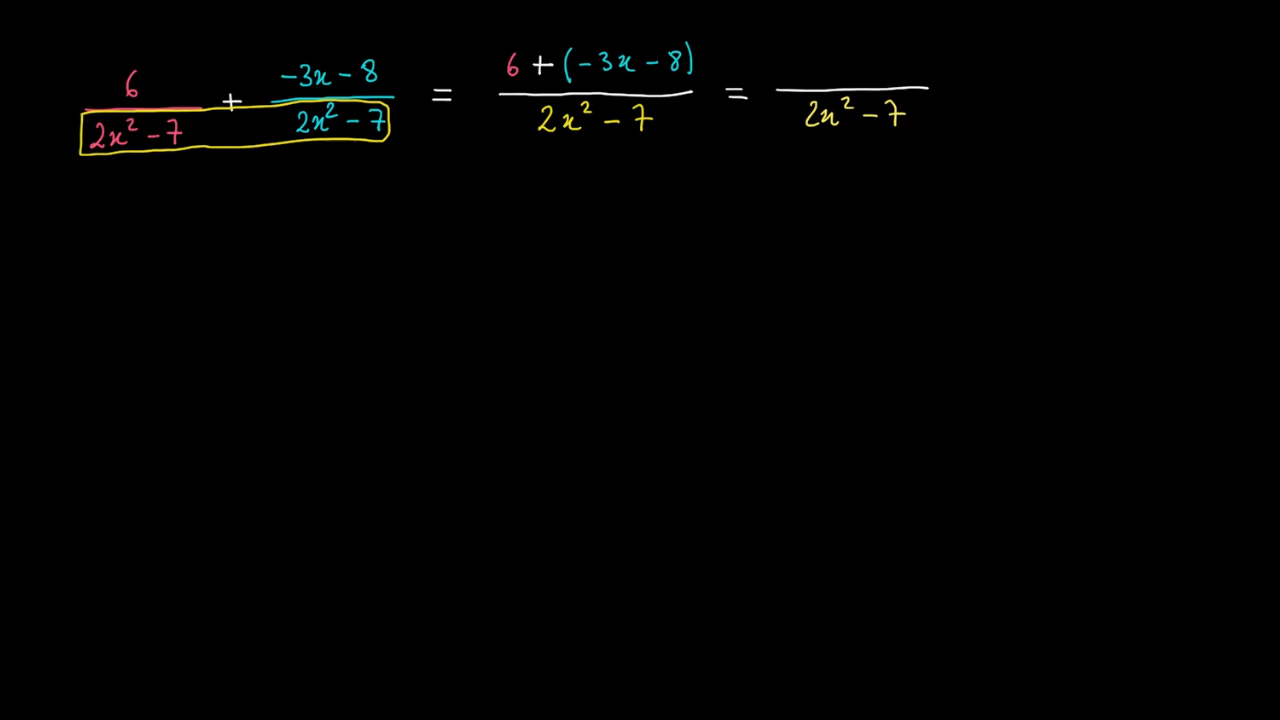 6/(2x² - 7) + (-3x - 8)/(2x² - 7) = (6 + (-3x - 8))/(2x² - 7) = /(2x² - 7)